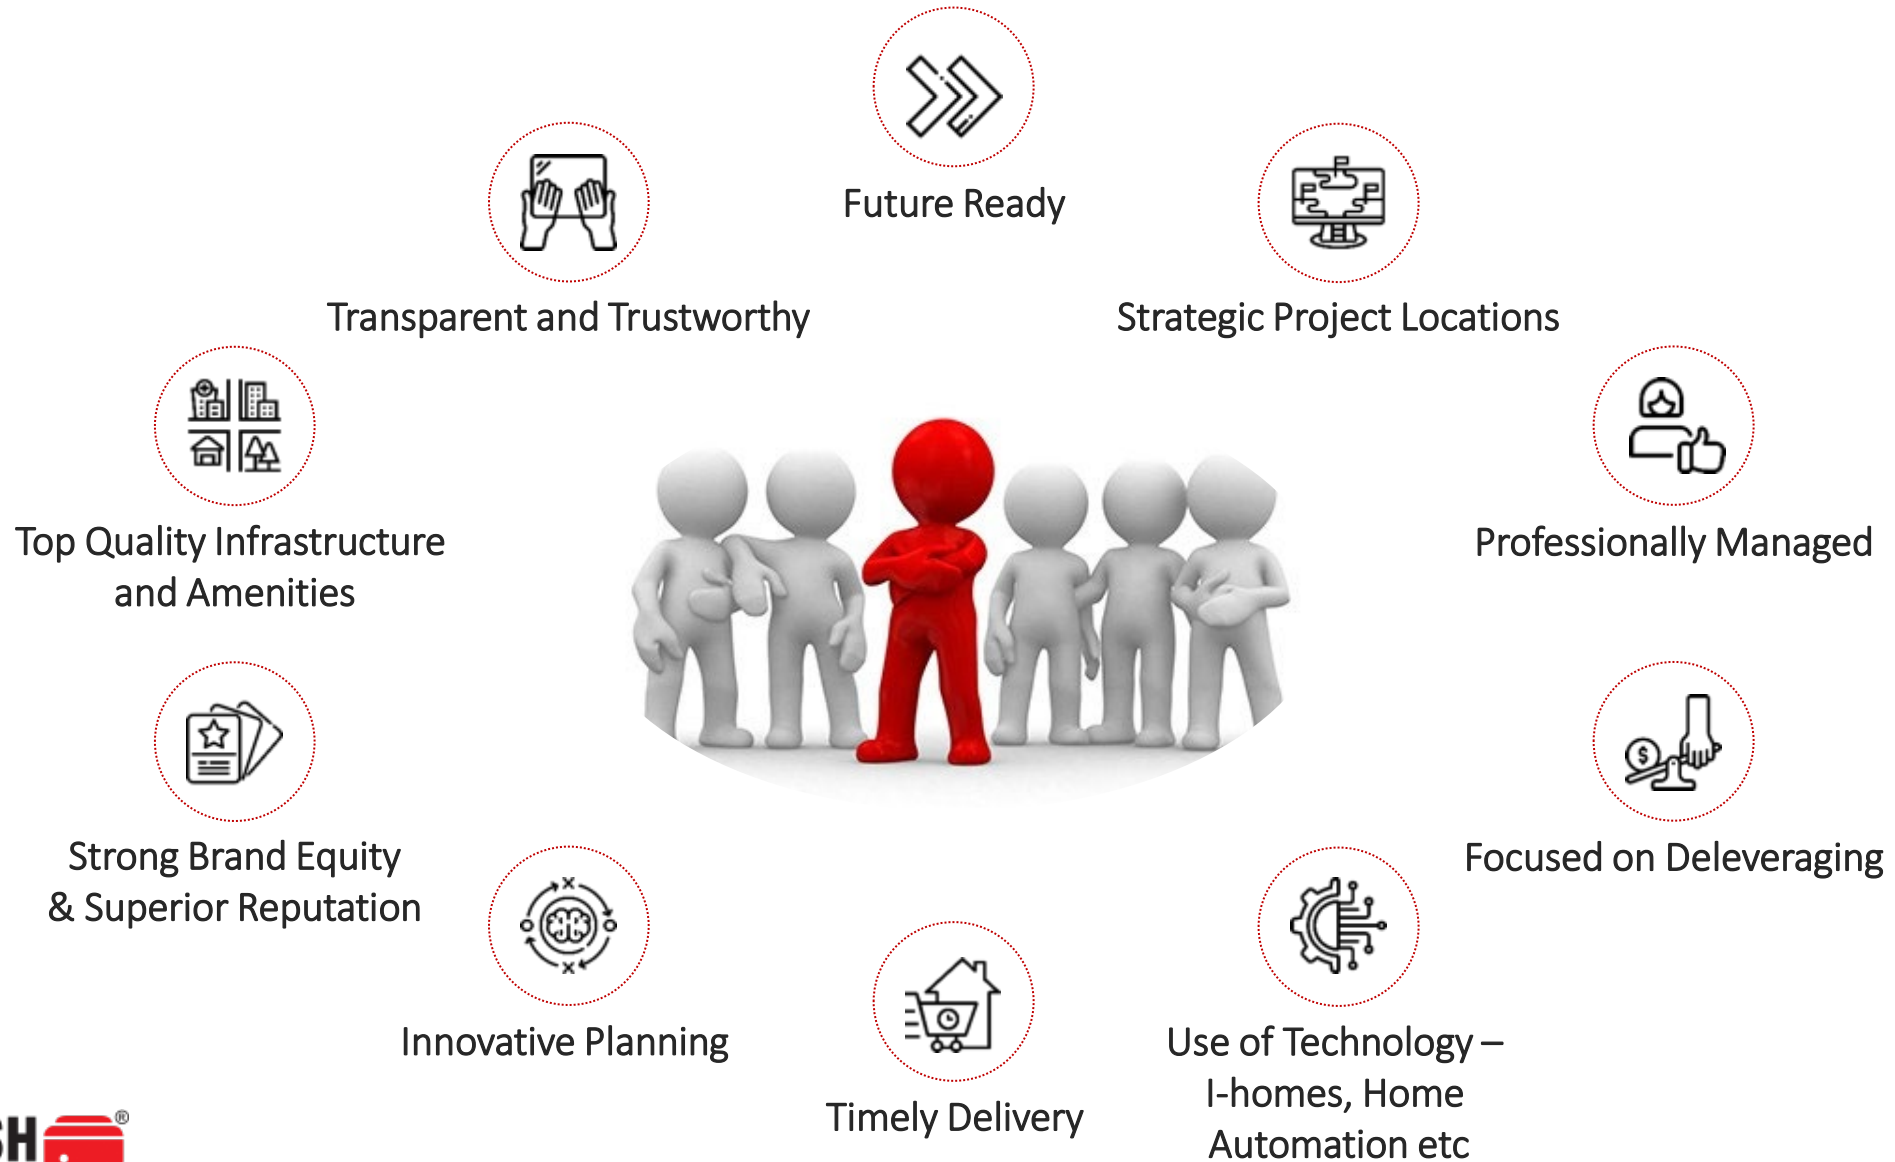 Future Ready
Transparent and Trustworthy
Strategic Project Locations
Top Quality Infrastructure
and Amenities
Professionally Managed
Strong Brand Equity
& Superior Reputation
Focused on Deleveraging
Innovative Planning
Timely Delivery
Use of Technology –
I-homes, Home
Automation etc
®